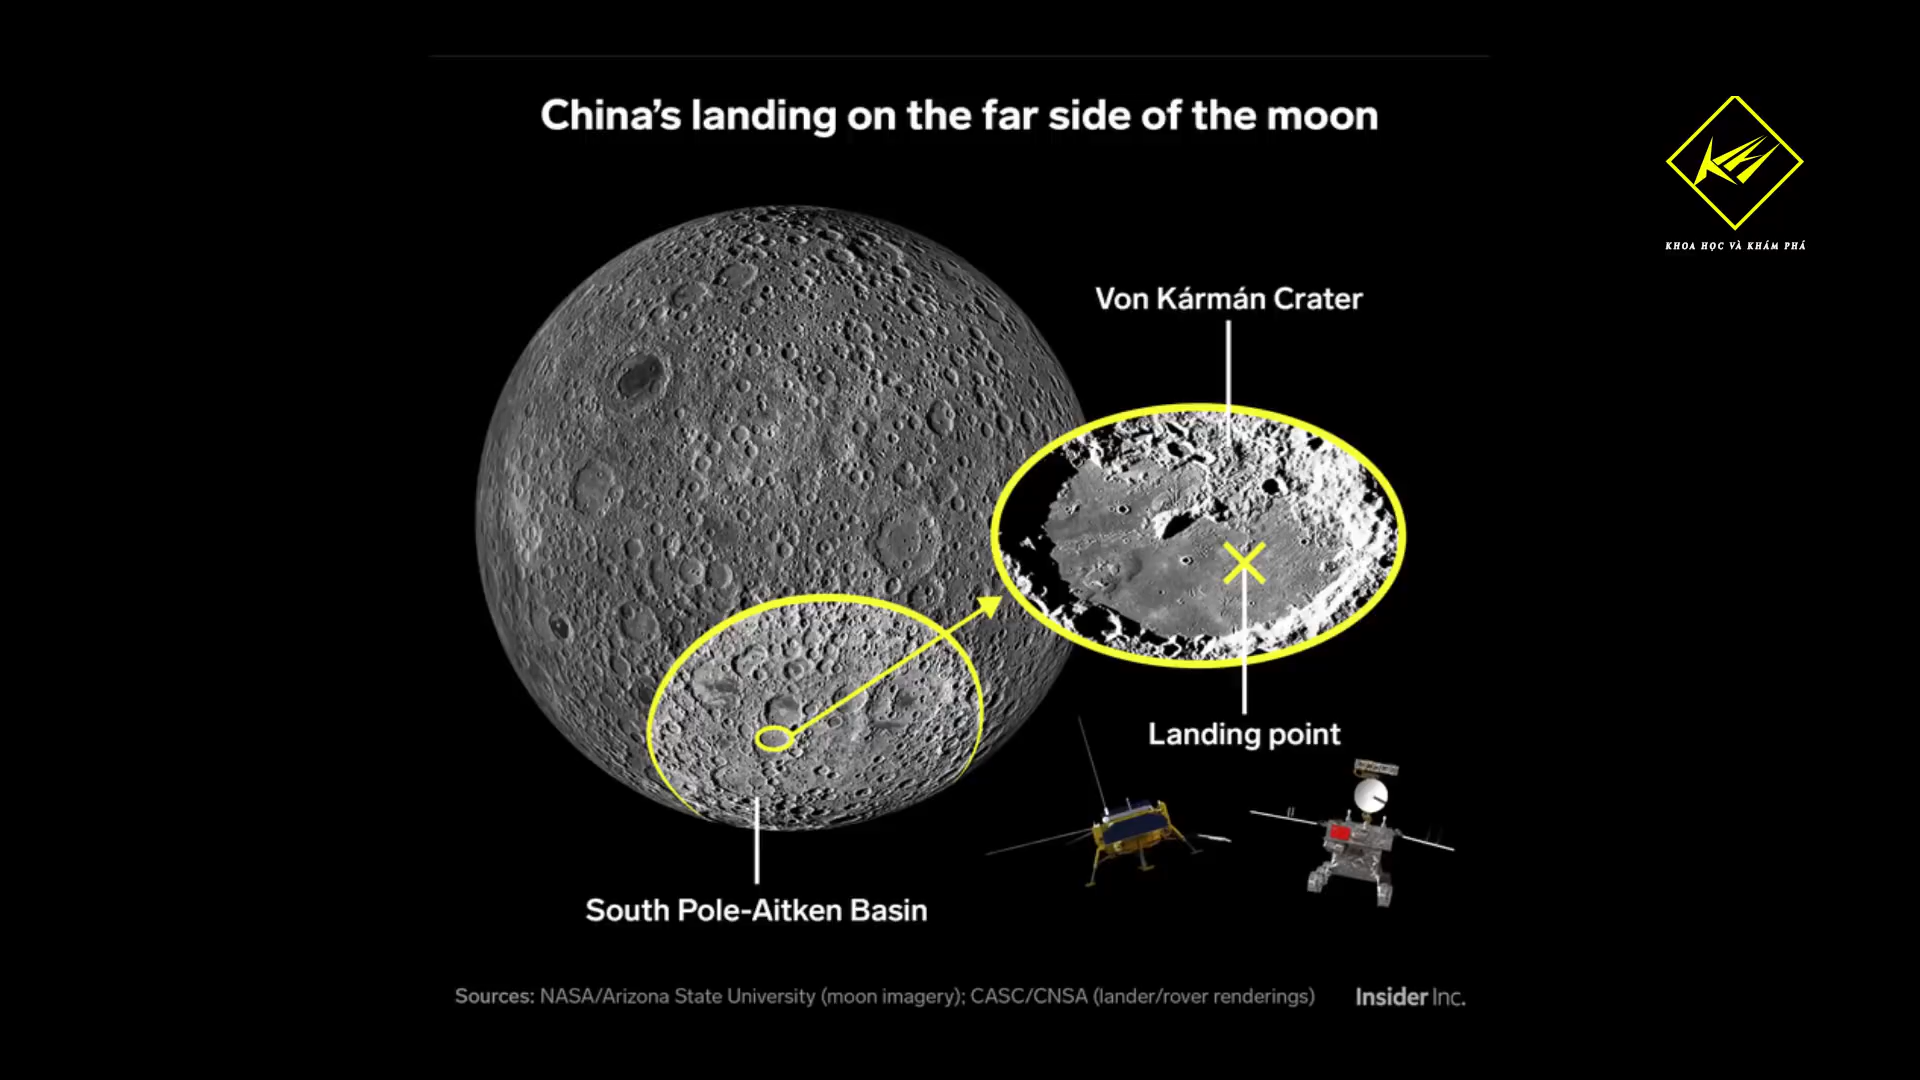 China's landing on the far side of the moon
KM
KHOA HỌC VÀ KHÁM PHÁ
Von Kármán Crater
Landing point
South Pole-Aitken Basin
Sources: NASA/Arizona State University (moon imagery); CASC/CNSA (lander/rover renderings)
Insider Inc.